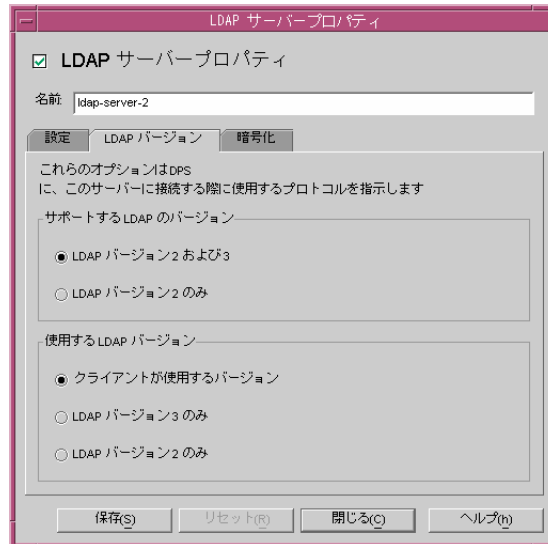 LDAP サーバープロパティ
LDAP サーバープロパティ
名前: ldap-server-2
設定 LDAP バージョン 暗号化
これらのオプションはDPS
に、このサーバーに接続する際に使用するプロトコルを指示します
サポートするLDAP のバージョン
LDAP バージョン2 および3
LDAP バージョン2 のみ
使用するLDAP バージョン
クライアントが使用するバージョン
LDAP バージョン3 のみ
LDAP バージョン2 のみ
保存(S) リセット(R) 閉じる(C) ヘルプ(h)